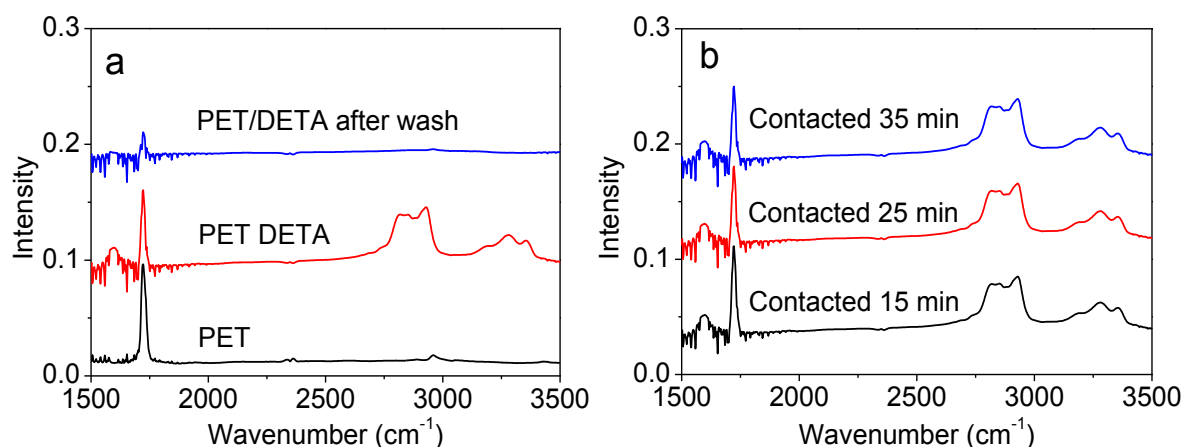 a
0.3
0.2
0.1
0.0
Intensity
PET/DETA after wash
PET DETA
PET
1500 2000 2500 3000 3500
Wavenumber (cm⁻¹)
b
0.3
0.2
0.1
0.0
Intensity
Contacted 35 min
Contacted 25 min
Contacted 15 min
1500 2000 2500 3000 3500
Wavenumber (cm⁻¹)